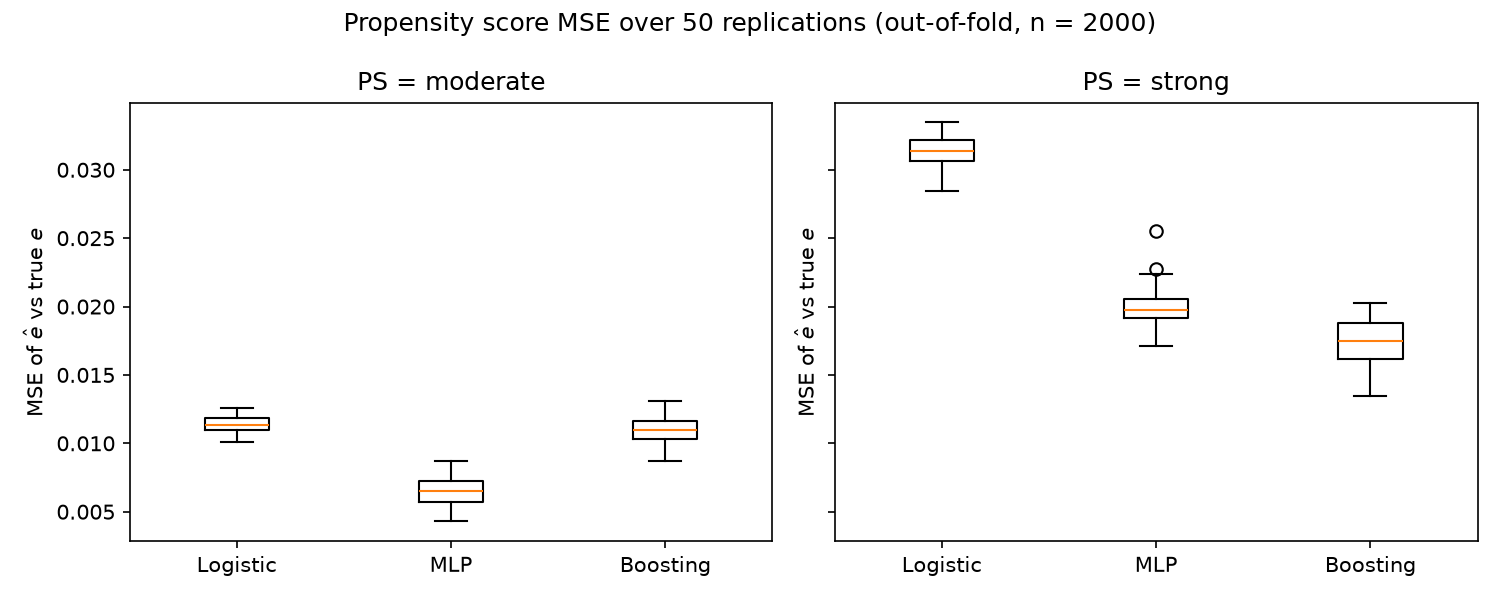 Propensity score MSE over 50 replications (out-of-fold, n = 2000)
PS = moderate
MSE of ê vs true e
0.030
0.025
0.020
0.015
0.010
0.005
Logistic MLP Boosting
PS = strong
MSE of ê vs true e
Logistic MLP Boosting